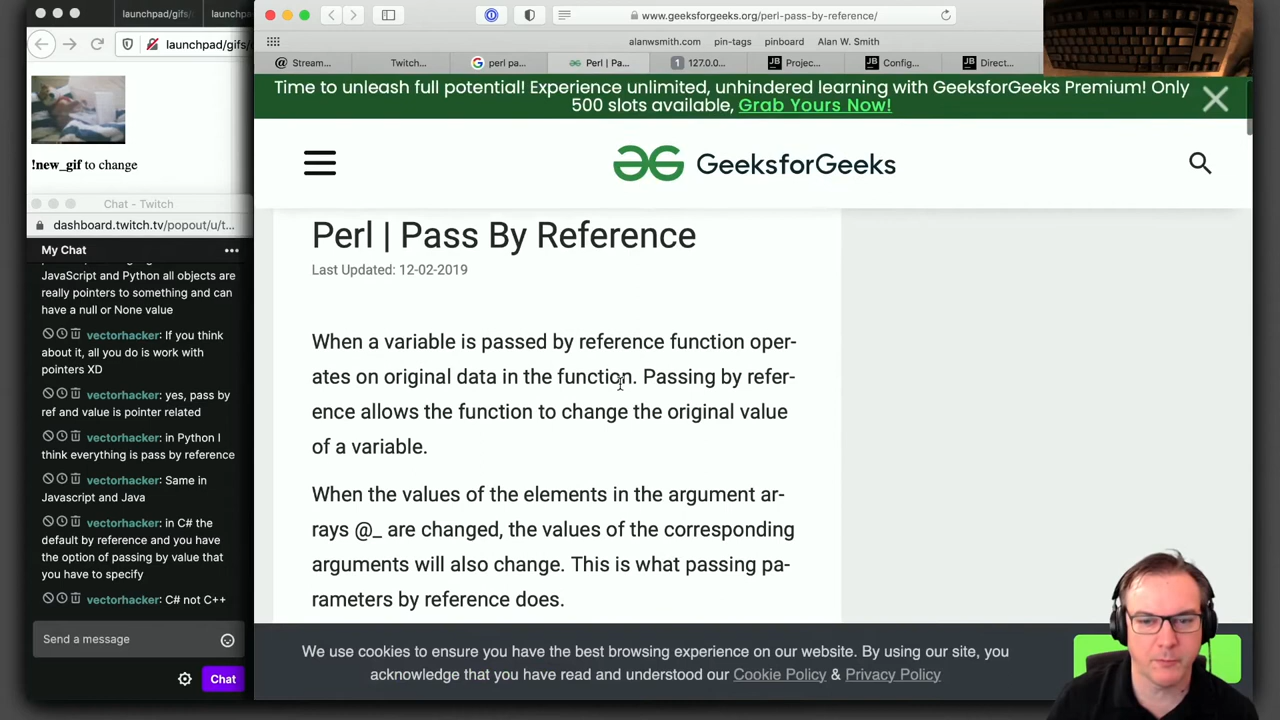 launchpad/gifs/
launchpa
launchpad/gifs/
!new_gif to change
Chat - Twitch
dashboard.twitch.tv/popout/u/t...
My Chat
JavaScript and Python all objects are
really pointers to something and can
have a null or None value
vectorhacker: If you think
about it, all you do is work with
pointers XD
vectorhacker: yes, pass by
ref and value is pointer related
vectorhacker: in Python I
think everything is pass by
reference
vectorhacker: Same in
Javascript and Java
vectorhacker: in C# the
default by reference and you have
the option of passing by value that
you have to specify
vectorhacker: C# not C++
Send a message
Chat
www.geeksforgeeks.org/perl-pass-by-reference/
alanwsmith.com pin-tags pinboard Alan W. Smith
Stream... Twitch... perl pa... Perl | Pa... 127.0.0... Projec... Config... Direct...
Time to unleash full potential! Experience unlimited, unhindered learning with GeeksforGeeks Premium! Only
500 slots available, Grab Yours Now!
GeeksforGeeks
Perl | Pass By Reference
Last Updated: 12-02-2019
When a variable is passed by reference function oper-
ates on original data in the function. Passing by refer-
ence allows the function to change the original value
of a variable.
When the values of the elements in the argument ar-
rays @_ are changed, the values of the corresponding
arguments will also change. This is what passing pa-
rameters by reference does.
We use cookies to ensure you have the best browsing experience on our website. By using our site, you
acknowledge that you have read and understood our Cookie Policy & Privacy Policy